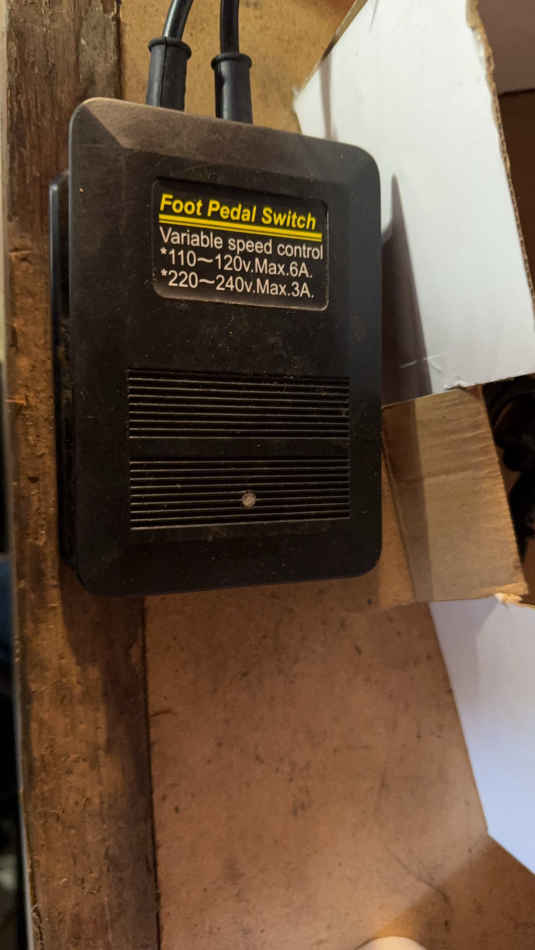 Foot Pedal Switch
Variable speed control
*110～120v.Max.6A.
*220～240v.Max.3A.